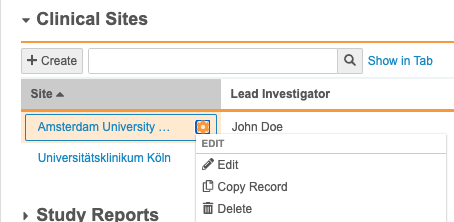 Clinical Sites
Create
Show in Tab
Site
Lead Investigator
Amsterdam University ...
John Doe
EDIT
Universitätsklinikum Köln
Edit
Copy Record
Delete
Study Reports